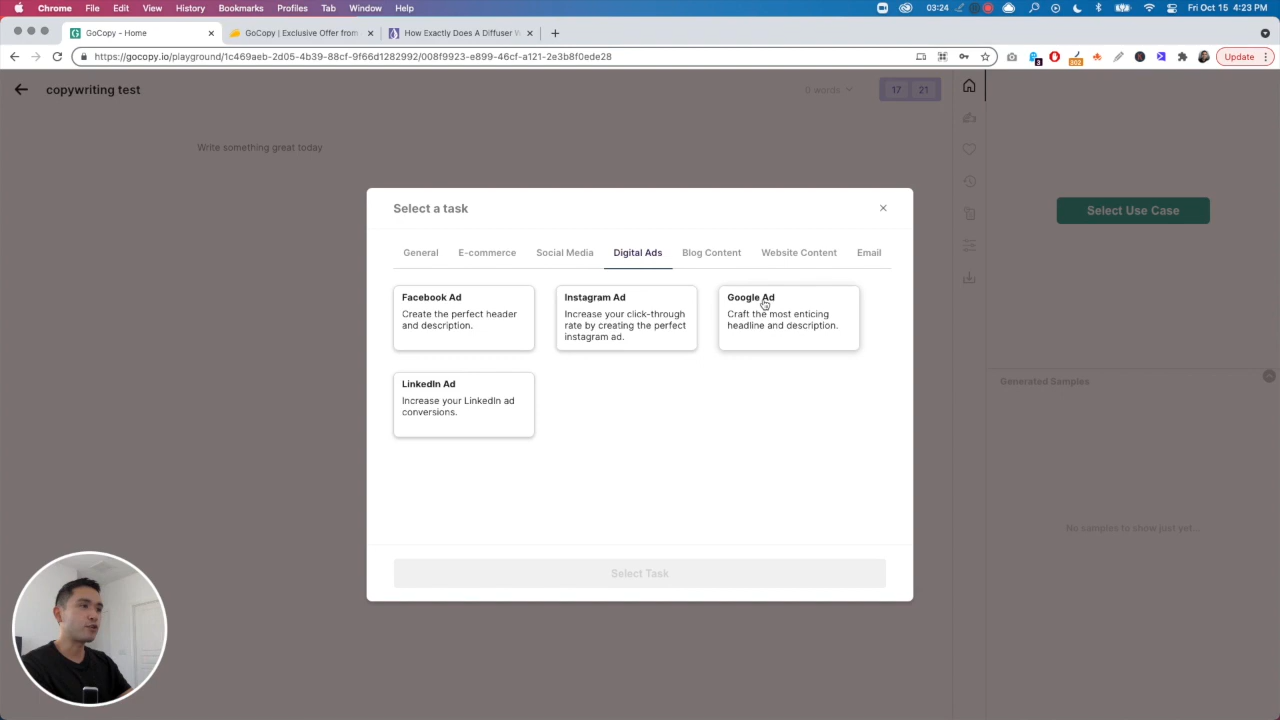 Chrome File Edit View History Bookmarks Profiles Tab Window Help 03:24 Fri Oct 15 4:23 PM
GoCopy - Home
GoCopy | Exclusive Offer from
How Exactly Does A Diffuser W
https://gocopy.io/playground/1c469aeb-2d05-4b39-88cf-9f66d1282992/008f9923-e899-46cf-a121-2e3f8d0ede28
3
302
Update
copywriting test
0 words
17 21
Write something great today
Select Use Case
Select a task
General E-commerce Social Media Digital Ads Blog Content Website Content Email
Facebook Ad
Create the perfect header
and description.
Instagram Ad
Increase your click-through
rate by creating the perfect
instagram ad.
Google Ad
Craft the most enticing
headline and description.
LinkedIn Ad
Increase your LinkedIn ad
conversions.
Generated Samples
No samples to show just yet...
Select Task